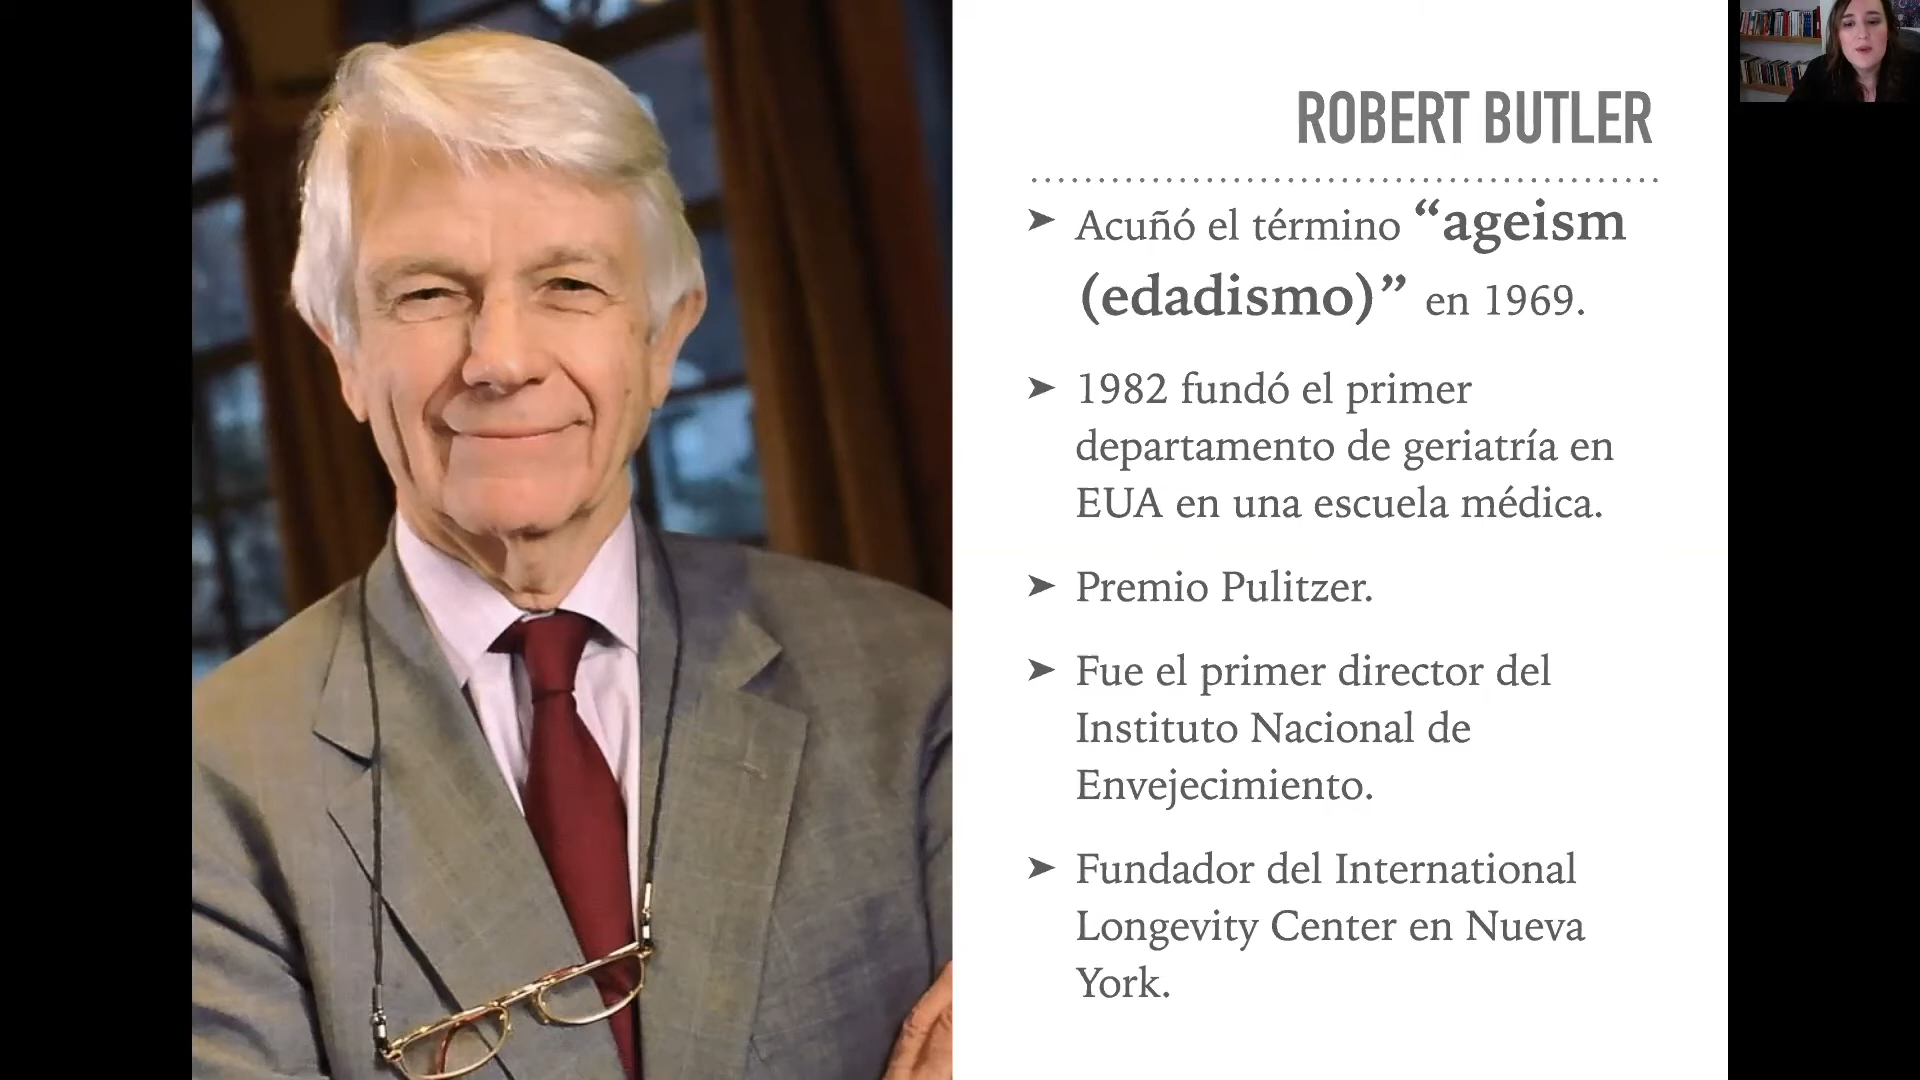 ROBERT BUTLER
➤ Acuñó el término “ageism
(edadismo)” en 1969.
➤ 1982 fundó el primer
departamento de geriatría en
EUA en una escuela médica.
➤ Premio Pulitzer.
➤ Fue el primer director del
Instituto Nacional de
Envejecimiento.
➤ Fundador del International
Longevity Center en Nueva
York.